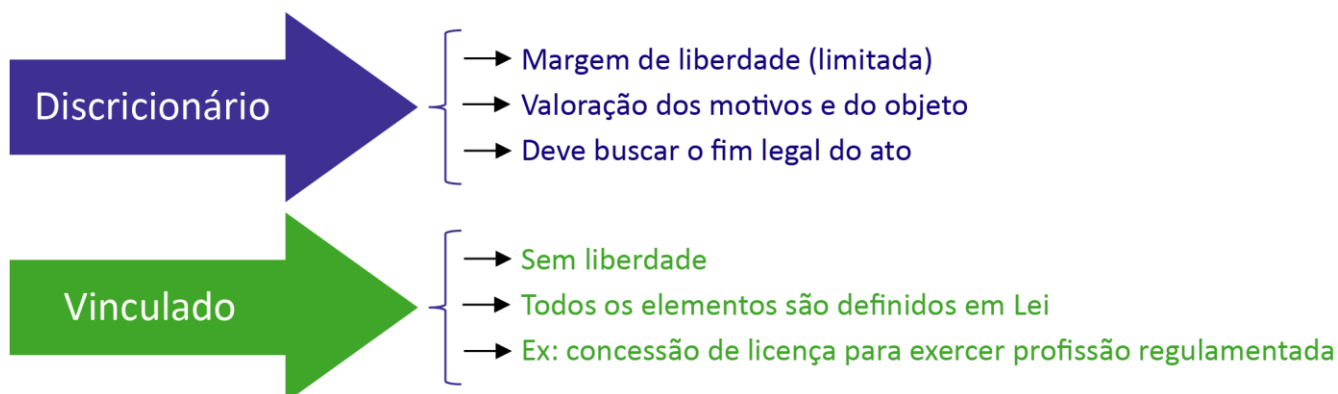 Discricionário
Margem de liberdade (limitada)
Valoração dos motivos e do objeto
Deve buscar o fim legal do ato
Vinculado
Sem liberdade
Todos os elementos são definidos em Lei
Ex: concessão de licença para exercer profissão regulamentada